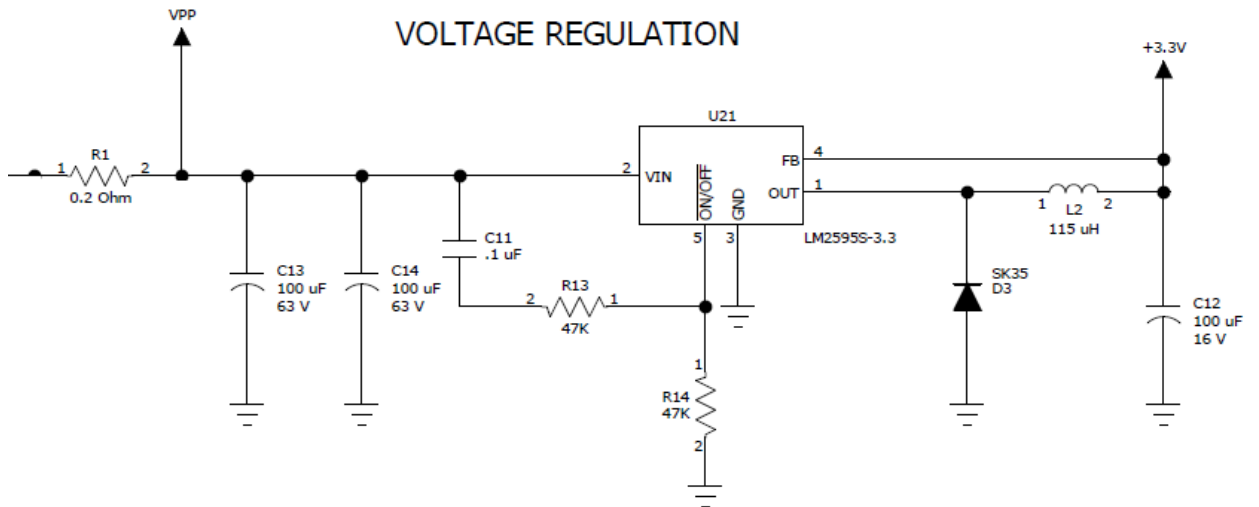 VOLTAGE REGULATION
VPP
+3.3V
1 R1 2
0.2 Ohm
U21
2 VIN
FB 4
OUT 1
ON/OFF
GND
5 3
LM2595S-3.3
1 L2 2
115 uH
C13
100 uF
63 V
C14
100 uF
63 V
C11
.1 uF
2 R13 1
47K
1
R14
47K
2
SK35
D3
C12
100 uF
16 V